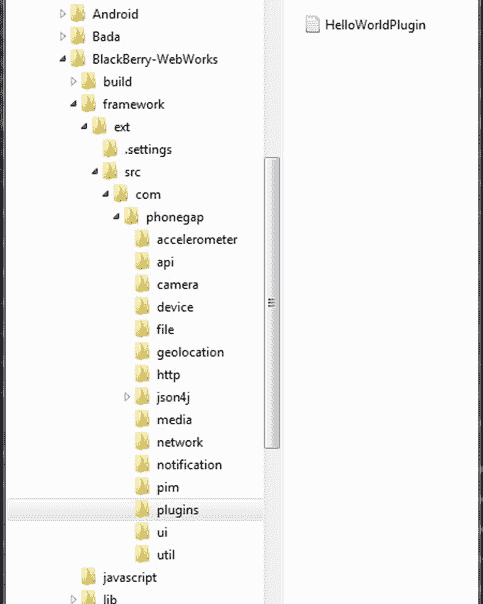 Android
Bada
BlackBerry-WebWorks
build
framework
ext
.settings
src
com
phonegap
accelerometer
api
camera
device
file
geolocation
http
json4j
media
network
notification
pim
plugins
ui
util
javascript
lib
HelloWorldPlugin